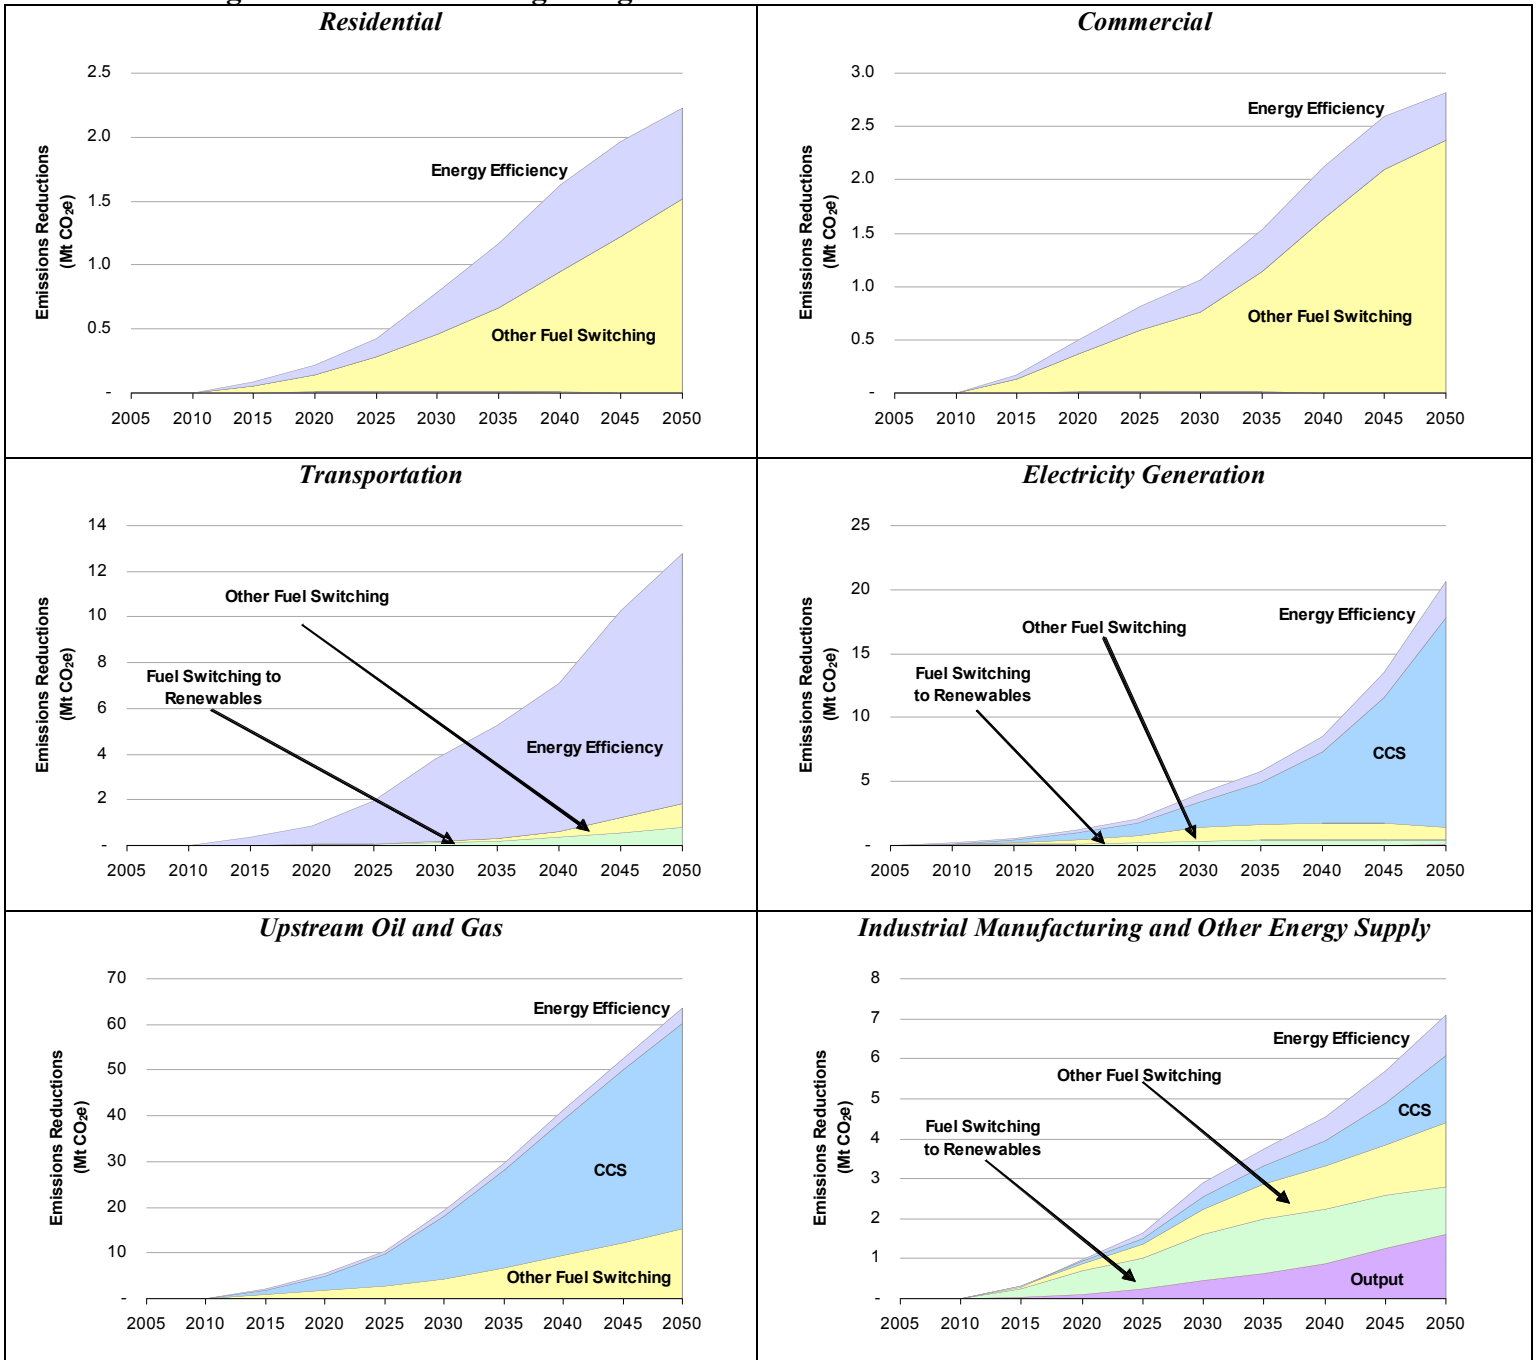 Residential
2.5
2.0
1.5
1.0
0.5
-
Emissions Reductions
(Mt CO₂e)
Energy Efficiency
Other Fuel Switching
2005 2010 2015 2020 2025 2030 2035 2040 2045 2050
Commercial
3.0
2.5
2.0
1.5
1.0
0.5
-
Emissions Reductions
(Mt CO₂e)
Energy Efficiency
Other Fuel Switching
2005 2010 2015 2020 2025 2030 2035 2040 2045 2050
Transportation
14
12
10
8
6
4
2
-
Emissions Reductions
(Mt CO₂e)
Other Fuel Switching
Fuel Switching to
Renewables
Energy Efficiency
2005 2010 2015 2020 2025 2030 2035 2040 2045 2050
Electricity Generation
25
20
15
10
5
-
Emissions Reductions
(Mt CO₂e)
Energy Efficiency
Other Fuel Switching
Fuel Switching
to Renewables
CCS
2005 2010 2015 2020 2025 2030 2035 2040 2045 2050
Upstream Oil and Gas
70
60
50
40
30
20
10
-
Emissions Reductions
(Mt CO₂e)
Energy Efficiency
CCS
Other Fuel Switching
2005 2010 2015 2020 2025 2030 2035 2040 2045 2050
Industrial Manufacturing and Other Energy Supply
8
7
6
5
4
3
2
1
-
Emissions Reductions
(Mt CO₂e)
Energy Efficiency
Other Fuel Switching
CCS
Fuel Switching
to Renewables
Output
2005 2010 2015 2020 2025 2030 2035 2040 2045 2050